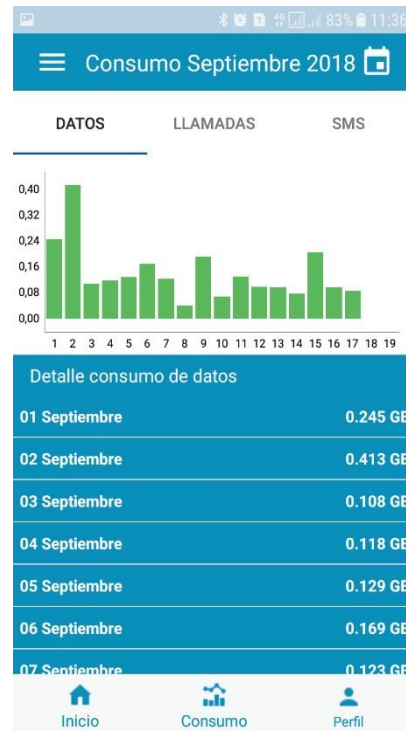 83% 11:36
Consumo Septiembre 2018
DATOS LLAMADAS SMS
0,40
0,32
0,24
0,16
0,08
0,00
1 2 3 4 5 6 7 8 9 10 11 12 13 14 15 16 17 18 19
Detalle consumo de datos
01 Septiembre 0.245 GB
02 Septiembre 0.413 GB
03 Septiembre 0.108 GB
04 Septiembre 0.118 GB
05 Septiembre 0.129 GB
06 Septiembre 0.169 GB
07 Septiembre 0.123 GB
Inicio Consumo Perfil